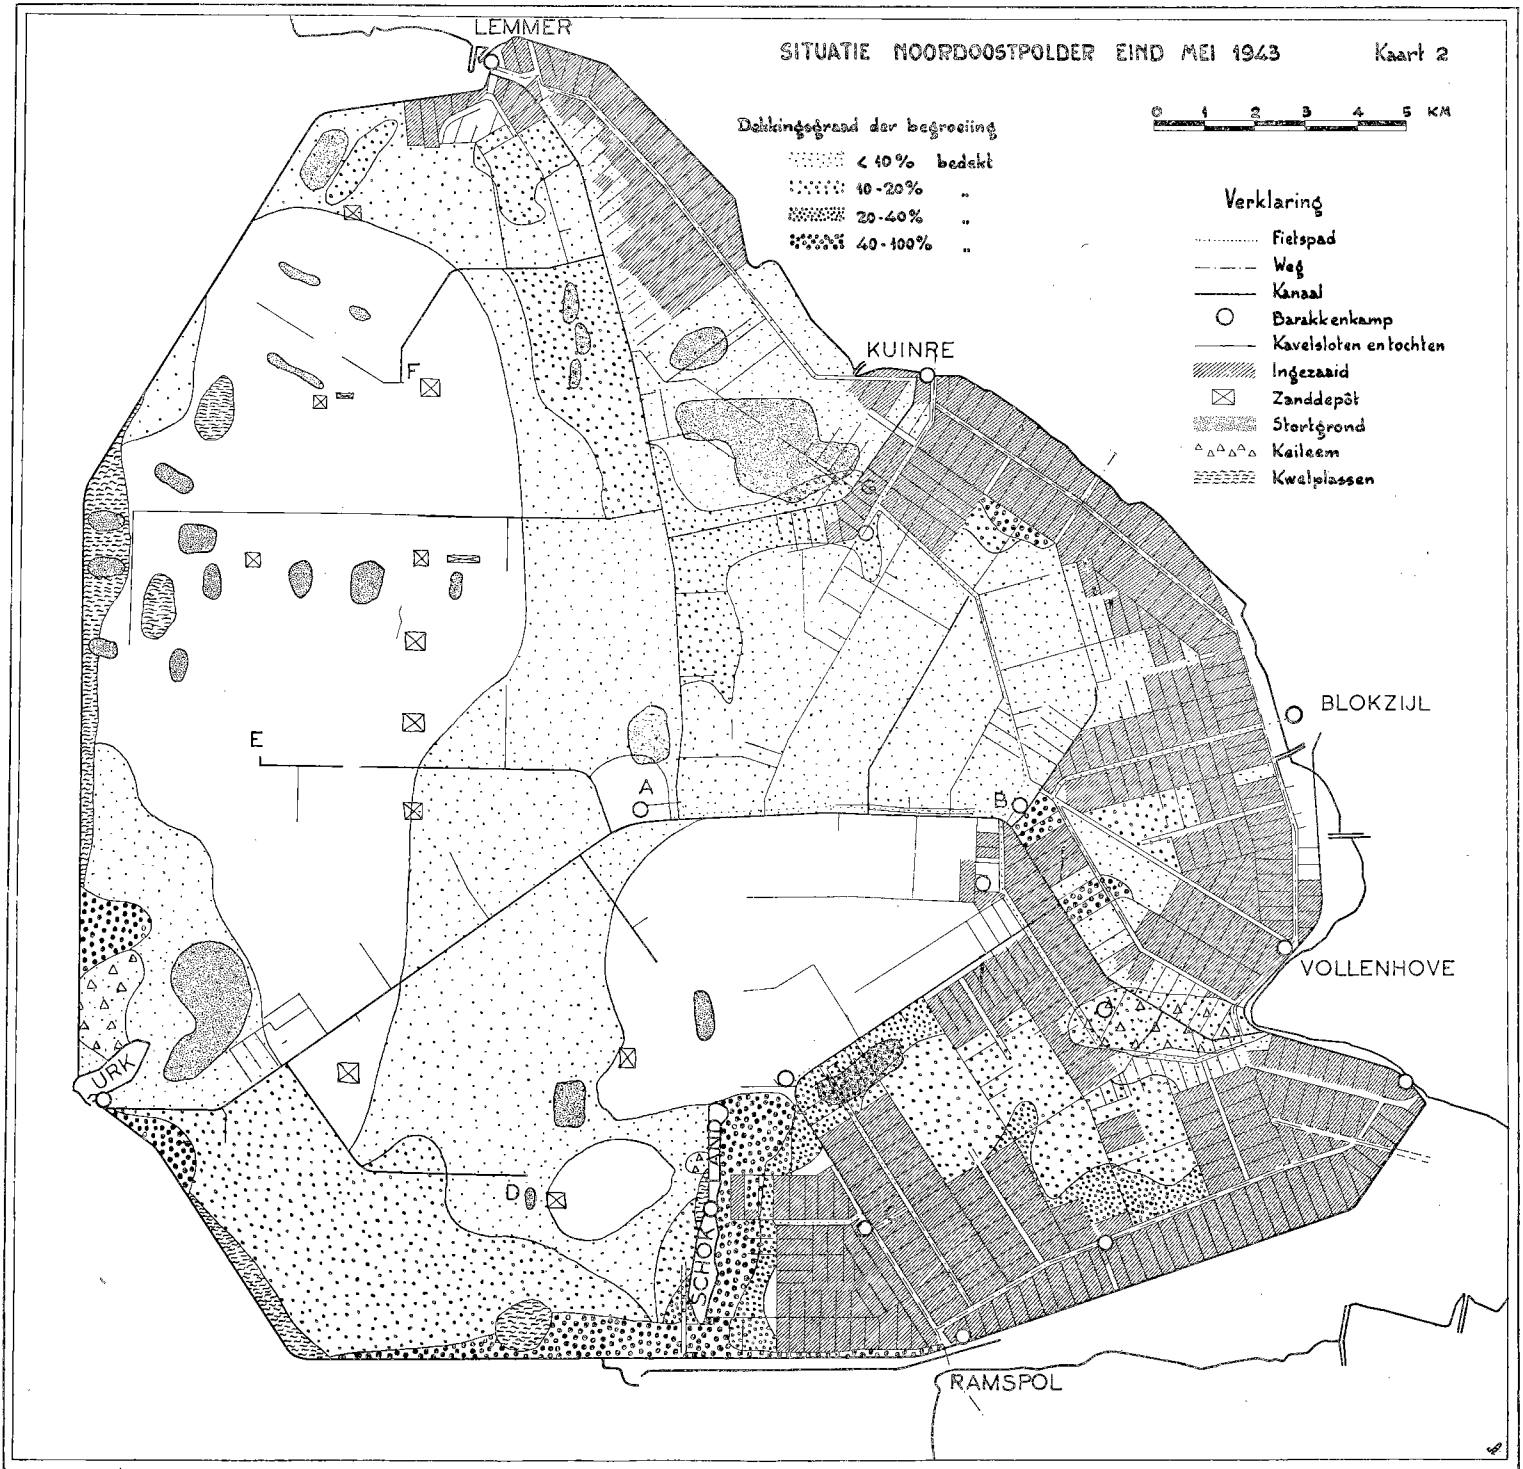 SITUATIE NOORDOOSTPOLDER EIND MEI 1943
Kaart 2
0 1 2 3 4 5 KM
Dekkingsgraad der begroeiing
< 10% bedekt
10-20% „
20-40% „
40-100% „
Verklaring
Fietspad
Weg
Kanaal
Barakkenkamp
Kavelsloten en tochten
Ingezaaid
Zanddepôt
Stortgrond
Keileem
Kwelplassen
LEMMER
KUINRE
F
G
BLOKZIJL
E
A
B
VOLLENHOVE
URK
D
SCHOKLAND
RAMSPOL